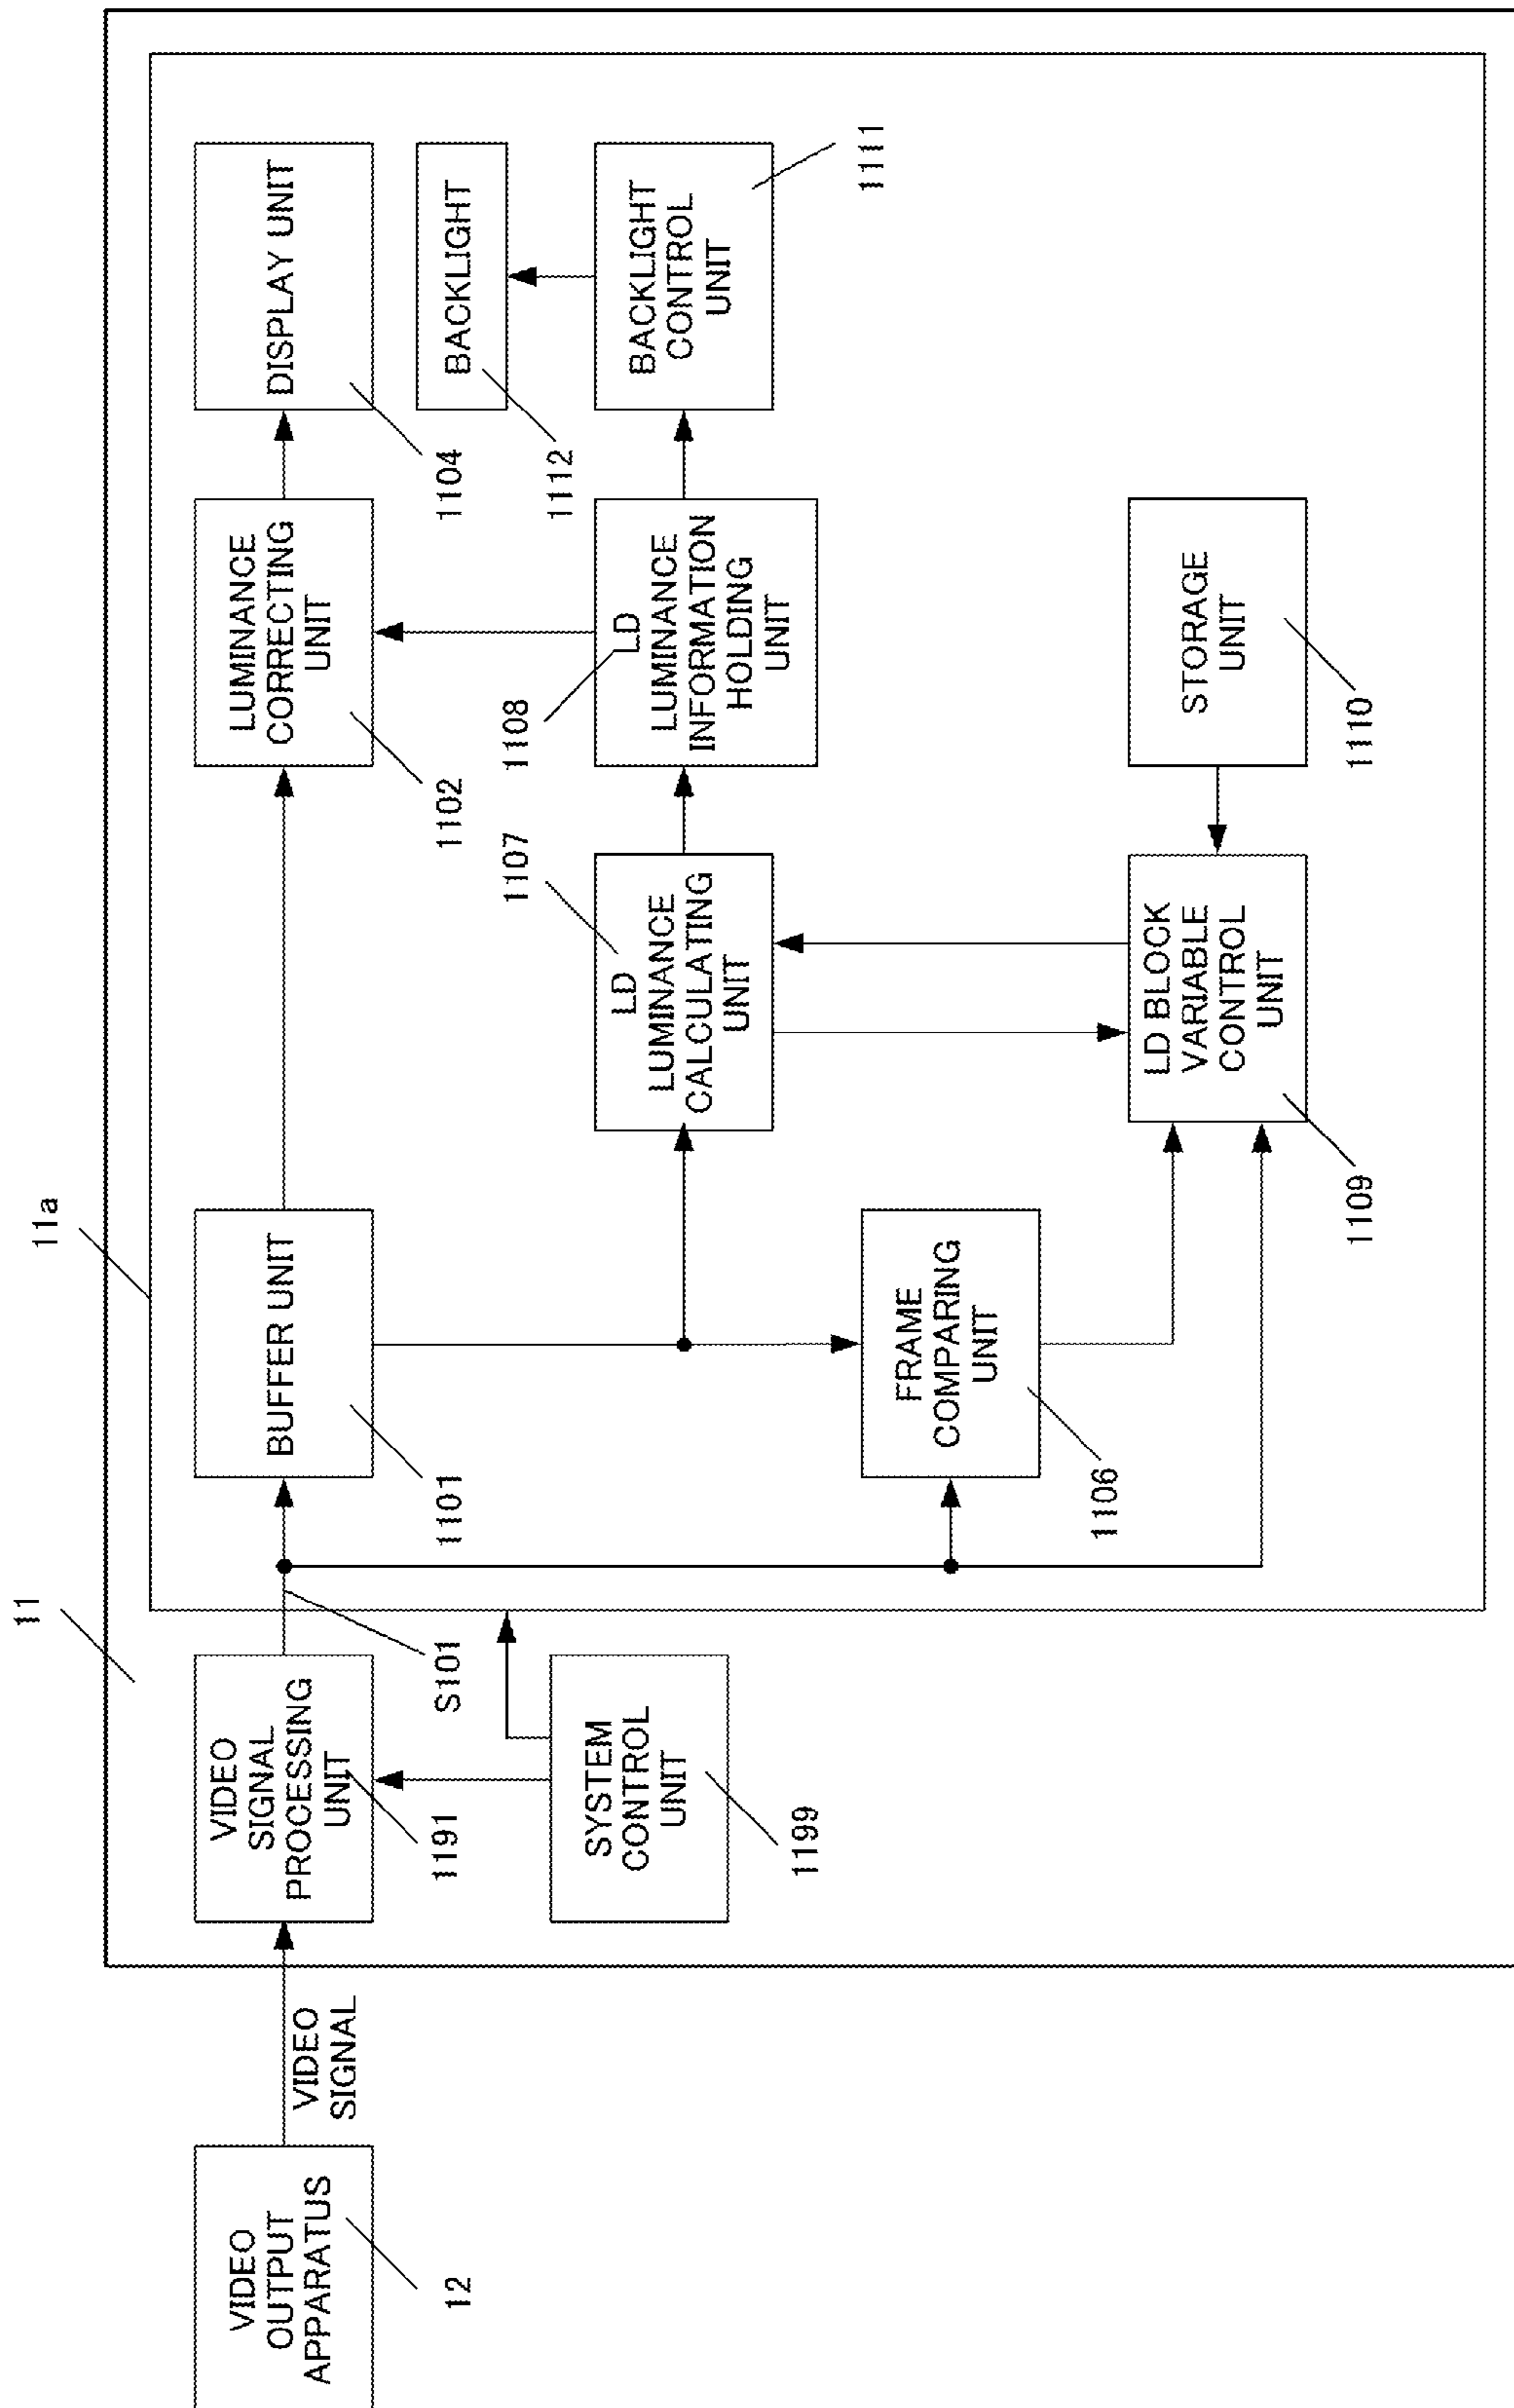 11
11a
VIDEO
OUTPUT
APPARATUS
12
VIDEO
SIGNAL
VIDEO
SIGNAL
PROCESSING
UNIT
1191
S101
SYSTEM
CONTROL
UNIT
1199
BUFFER UNIT
1101
LUMINANCE
CORRECTING
UNIT
1102
DISPLAY UNIT
1104
BACKLIGHT
1112
LD
LUMINANCE
CALCULATING
UNIT
1107
LD
LUMINANCE
INFORMATION
HOLDING
UNIT
1108
BACKLIGHT
CONTROL
UNIT
1111
FRAME
COMPARING
UNIT
1106
LD BLOCK
VARIABLE
CONTROL
UNIT
1109
STORAGE
UNIT
1110